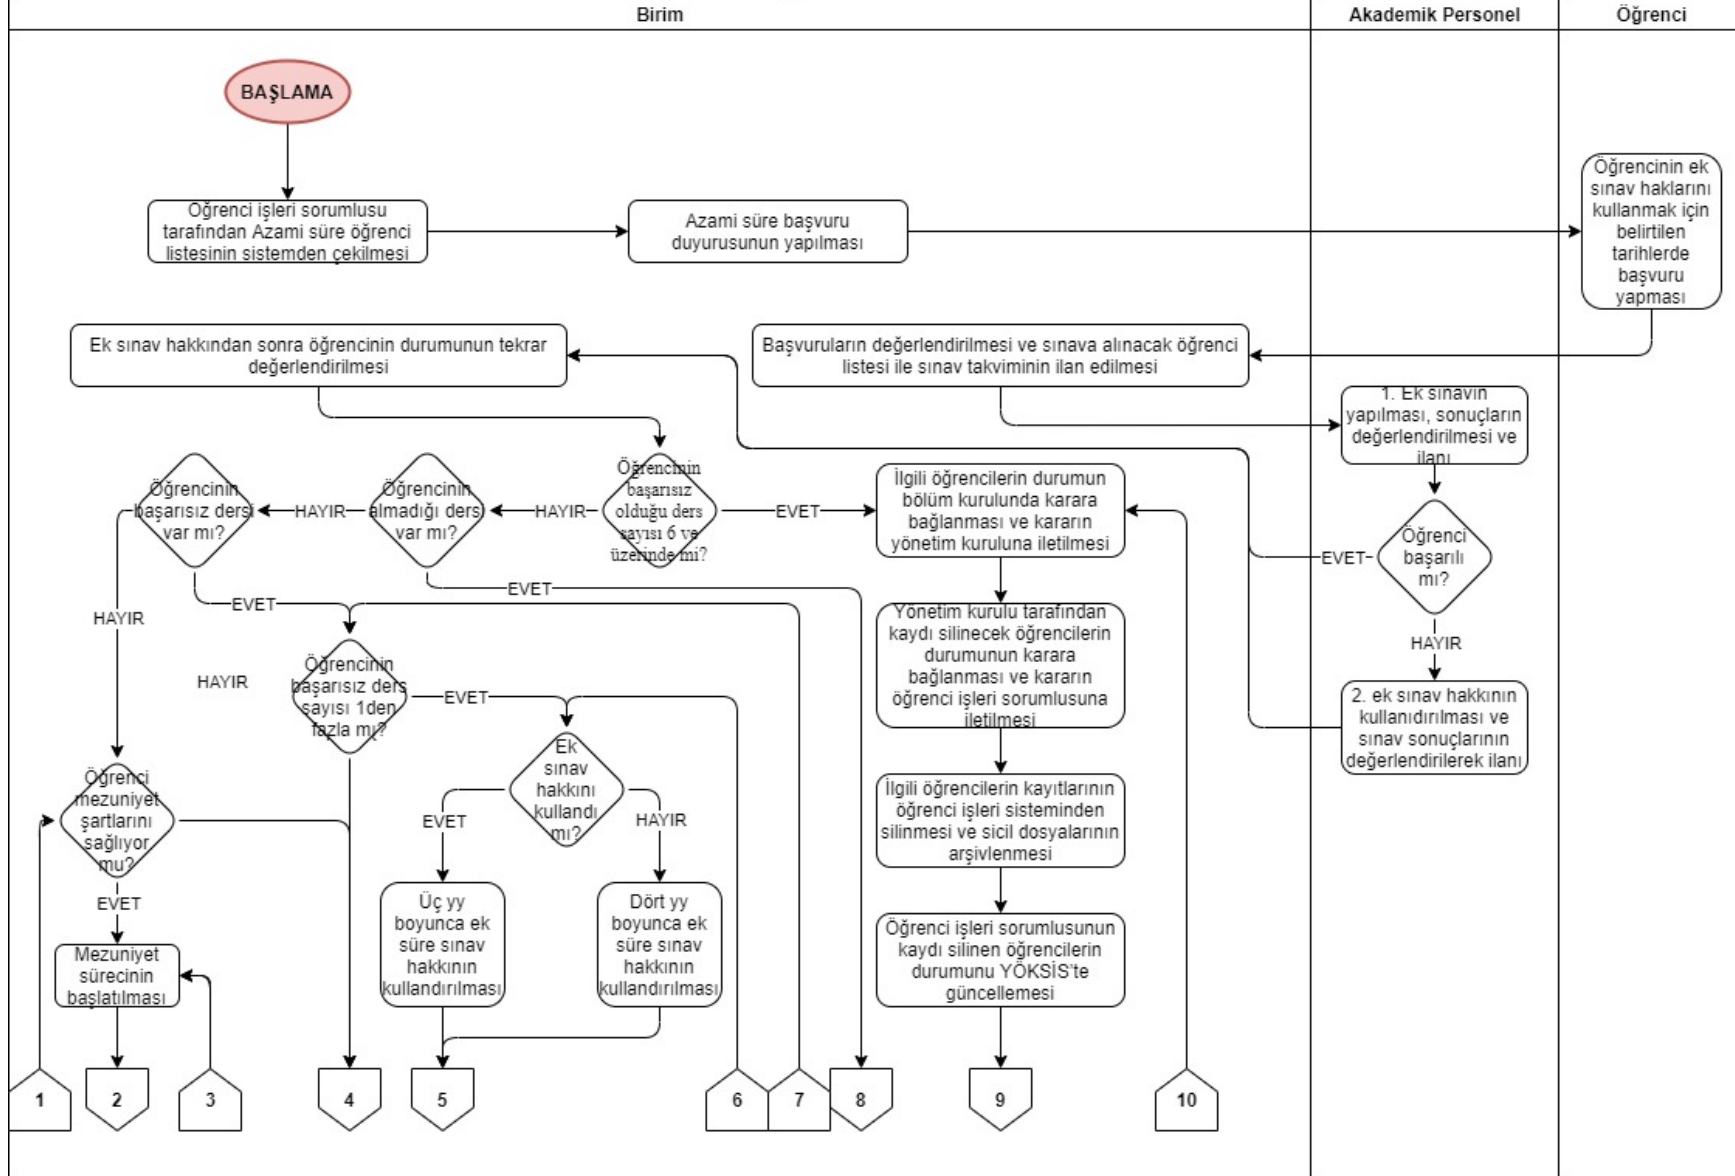 Birim
Akademik Personel
Öğrenci
BAŞLAMA
Öğrenci işleri sorumlusu
tarafından Azami süre öğrenci
listesinin sistemden çekilmesi
Azami süre başvuru
duyurusunun yapılması
Öğrencinin ek
sınav haklarını
kullanmak için
belirtilen
tarihlerde
başvuru
yapması
Ek sınav hakkından sonra öğrencinin durumunun tekrar
değerlendirilmesi
Başvuruların değerlendirilmesi ve sınava alınacak öğrenci
listesi ile sınav takviminin ilan edilmesi
1. Ek sınavın
yapılması, sonuçların
değerlendirilmesi ve
ilanı
Öğrencinin
başarısız dersi
var mı?
HAYIR
Öğrencinin
almadığı ders
var mı?
HAYIR
Öğrencinin
başarısız
olduğu ders
sayısı 6 ve
üzerinde mi?
EVET
İlgili öğrencilerin durumun
bölüm kurulunda karara
bağlanması ve kararın
yönetim kuruluna iletilmesi
EVET
Öğrenci
başarılı
mı?
HAYIR
EVET
EVET
HAYIR
HAYIR
Öğrencinin
başarısız ders
sayısı 1den
fazla mı?
EVET
Yönetim kurulu tarafından
kaydı silinecek öğrencilerin
durumunun karara
bağlanması ve kararın
öğrenci işleri sorumlusuna
iletilmesi
2. ek sınav hakkının
kullanıdırılması ve
sınav sonuçlarının
değerlendirilerek ilanı
Öğrenci
mezuniyet
şartlarını
sağlıyor
mu?
Ek
sınav
hakkını
kullandı
mı?
EVET
HAYIR
İlgili öğrencilerin kayıtlarının
öğrenci işleri sisteminden
silinmesi ve sicil dosyalarının
arşivlenmesi
EVET
Mezuniyet
sürecinin
başlatılması
Üç yy
boyunca ek
süre sınav
hakkının
kullandırılması
Dört yy
boyunca ek
süre sınav
hakkının
kullandırılması
Öğrenci işleri sorumlusunun
kaydı silinen öğrencilerin
durumunu YÖKSİS'te
güncellemesi
1
2
3
4
5
6
7
8
9
10